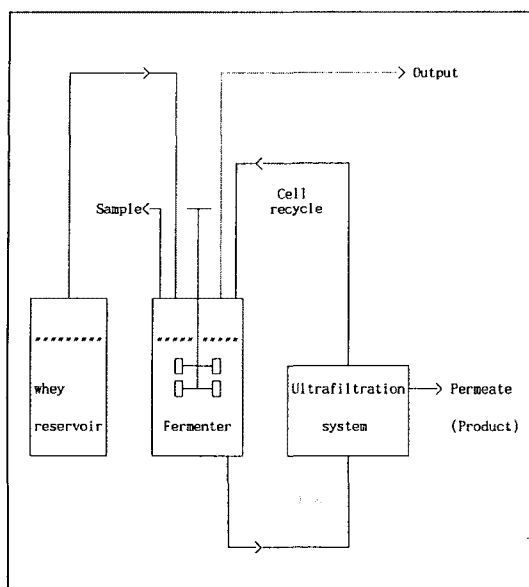 Output
Cell
recycle
Sample
whey
reservoir
Fermenter
Ultrafiltration
system
Permeate
(Product)